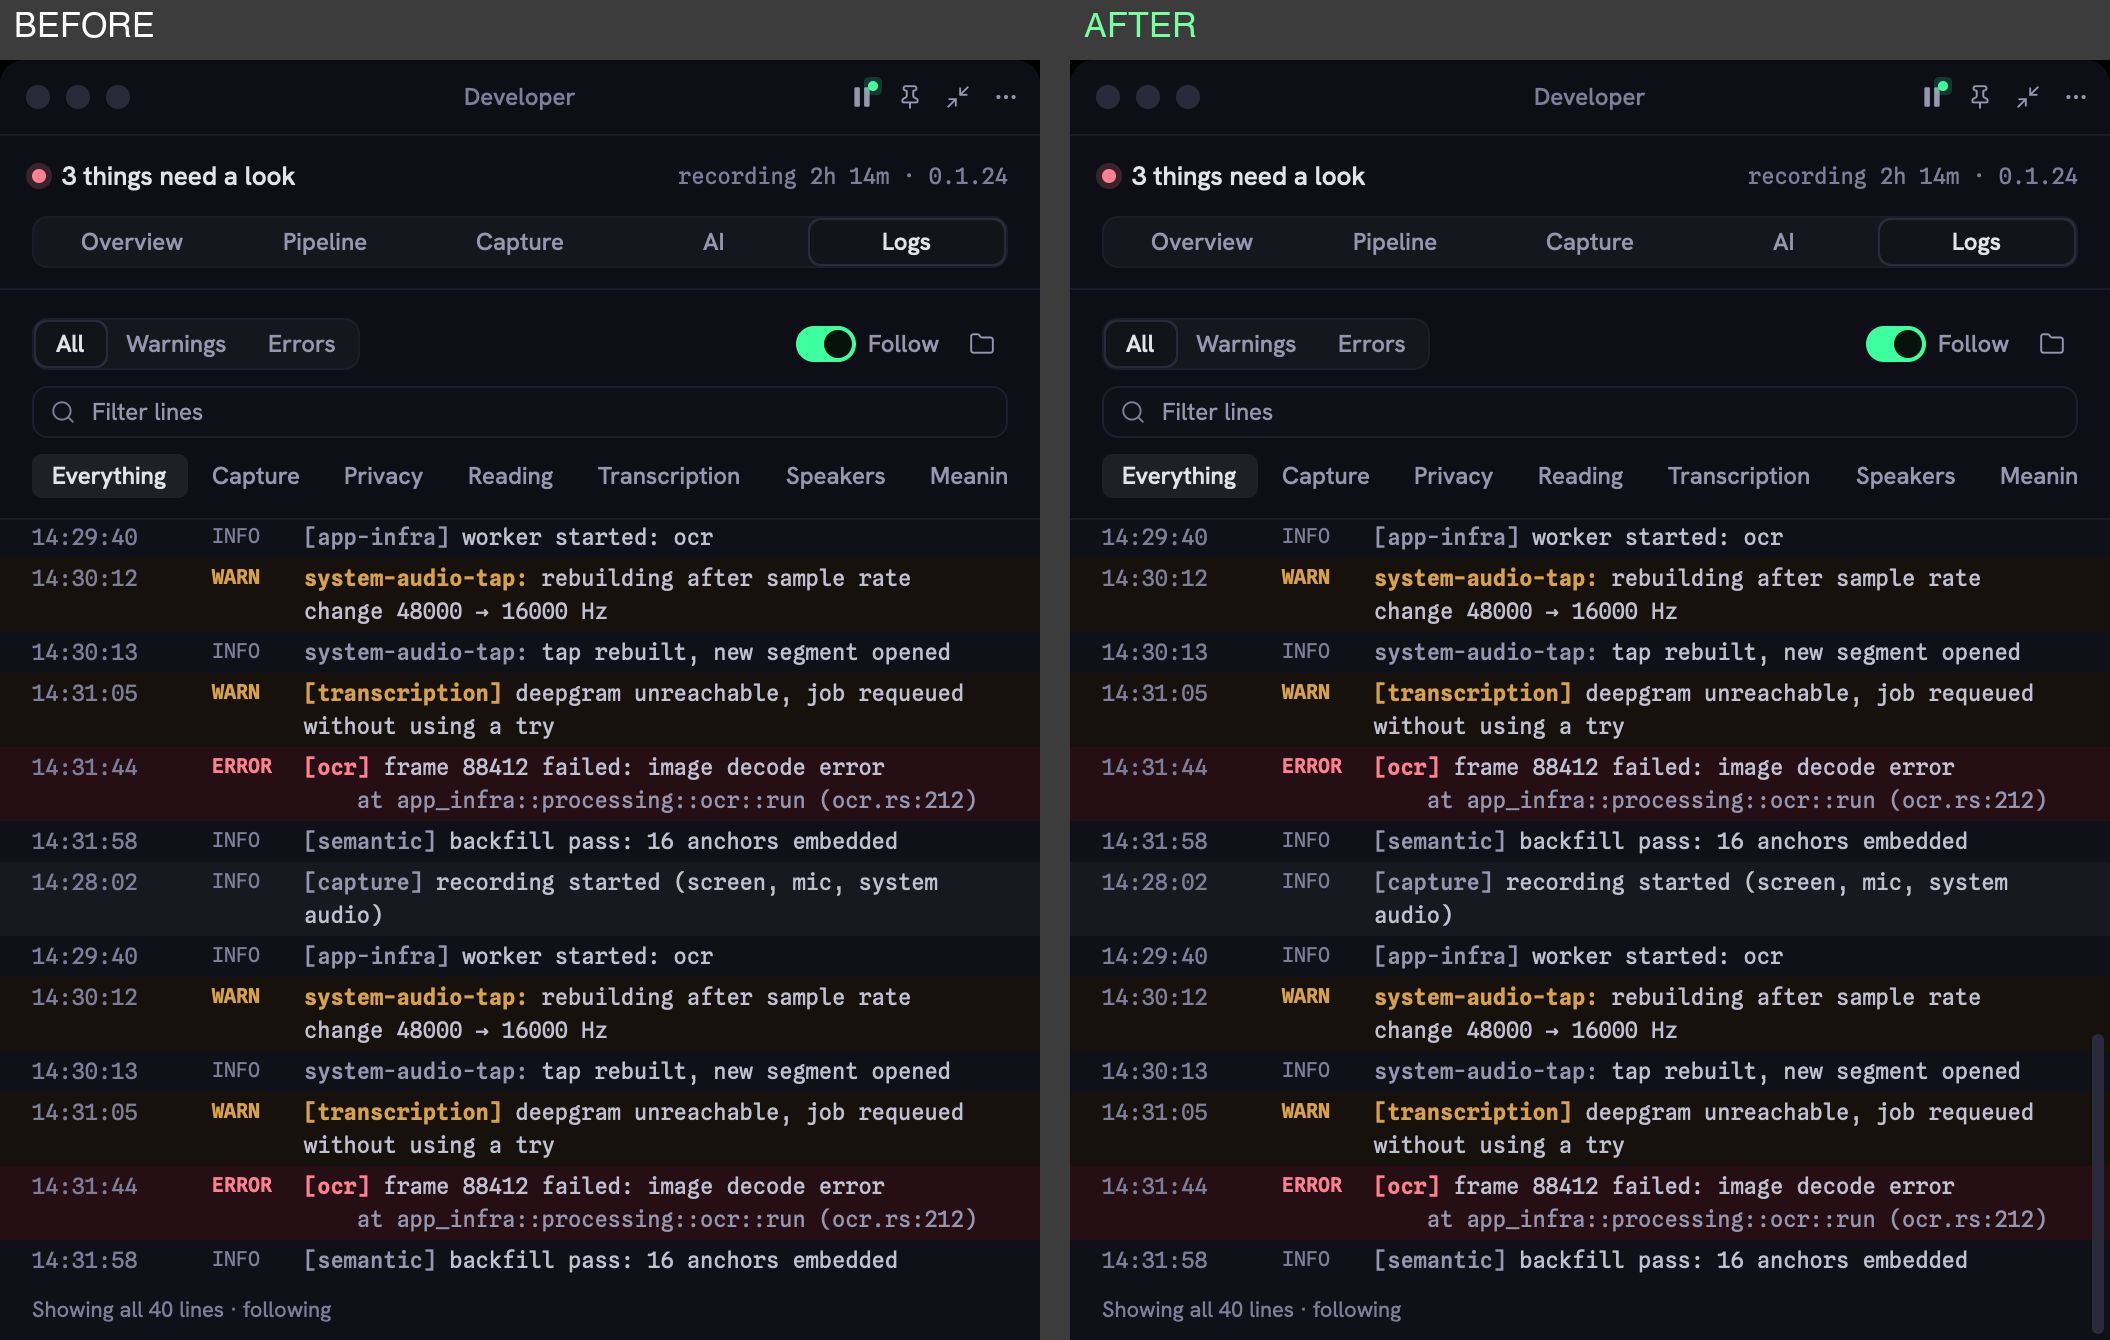 BEFORE
Developer
3 things need a look
recording 2h 14m · 0.1.24
Overview Pipeline Capture AI Logs
All Warnings Errors
Follow
Filter lines
Everything Capture Privacy Reading Transcription Speakers Meanin
14:29:40 INFO [app-infra] worker started: ocr
14:30:12 WARN system-audio-tap: rebuilding after sample rate
change 48000 → 16000 Hz
14:30:13 INFO system-audio-tap: tap rebuilt, new segment opened
14:31:05 WARN [transcription] deepgram unreachable, job requeued
without using a try
14:31:44 ERROR [ocr] frame 88412 failed: image decode error
at app_infra::processing::ocr::run (ocr.rs:212)
14:31:58 INFO [semantic] backfill pass: 16 anchors embedded
14:28:02 INFO [capture] recording started (screen, mic, system
audio)
14:29:40 INFO [app-infra] worker started: ocr
14:30:12 WARN system-audio-tap: rebuilding after sample rate
change 48000 → 16000 Hz
14:30:13 INFO system-audio-tap: tap rebuilt, new segment opened
14:31:05 WARN [transcription] deepgram unreachable, job requeued
without using a try
14:31:44 ERROR [ocr] frame 88412 failed: image decode error
at app_infra::processing::ocr::run (ocr.rs:212)
14:31:58 INFO [semantic] backfill pass: 16 anchors embedded
Showing all 40 lines · following
AFTER
Developer
3 things need a look
recording 2h 14m · 0.1.24
Overview Pipeline Capture AI Logs
All Warnings Errors
Follow
Filter lines
Everything Capture Privacy Reading Transcription Speakers Meanin
14:29:40 INFO [app-infra] worker started: ocr
14:30:12 WARN system-audio-tap: rebuilding after sample rate
change 48000 → 16000 Hz
14:30:13 INFO system-audio-tap: tap rebuilt, new segment opened
14:31:05 WARN [transcription] deepgram unreachable, job requeued
without using a try
14:31:44 ERROR [ocr] frame 88412 failed: image decode error
at app_infra::processing::ocr::run (ocr.rs:212)
14:31:58 INFO [semantic] backfill pass: 16 anchors embedded
14:28:02 INFO [capture] recording started (screen, mic, system
audio)
14:29:40 INFO [app-infra] worker started: ocr
14:30:12 WARN system-audio-tap: rebuilding after sample rate
change 48000 → 16000 Hz
14:30:13 INFO system-audio-tap: tap rebuilt, new segment opened
14:31:05 WARN [transcription] deepgram unreachable, job requeued
without using a try
14:31:44 ERROR [ocr] frame 88412 failed: image decode error
at app_infra::processing::ocr::run (ocr.rs:212)
14:31:58 INFO [semantic] backfill pass: 16 anchors embedded
Showing all 40 lines · following